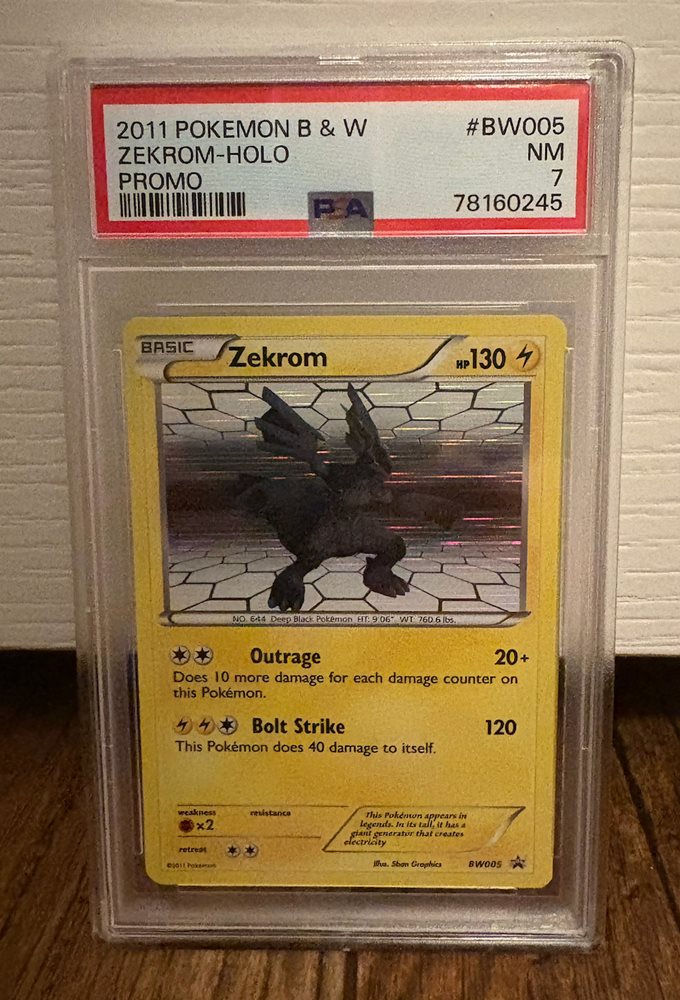 2011 POKEMON B & W #BW005
ZEKROM-HOLO NM
PROMO 7
PSA 78160245
BASIC Zekrom HP130
NO. 644 Deep Black Pokémon HT: 9'06" WT: 760.6 lbs.
Outrage 20+
Does 10 more damage for each damage counter on
this Pokémon.
Bolt Strike 120
This Pokémon does 40 damage to itself.
weakness resistance
×2
This Pokémon appears in
legends. In its tail, it has a
giant generator that creates
electricity
retreat
©2011 Pokémon Illus. Shan Graphics BW005